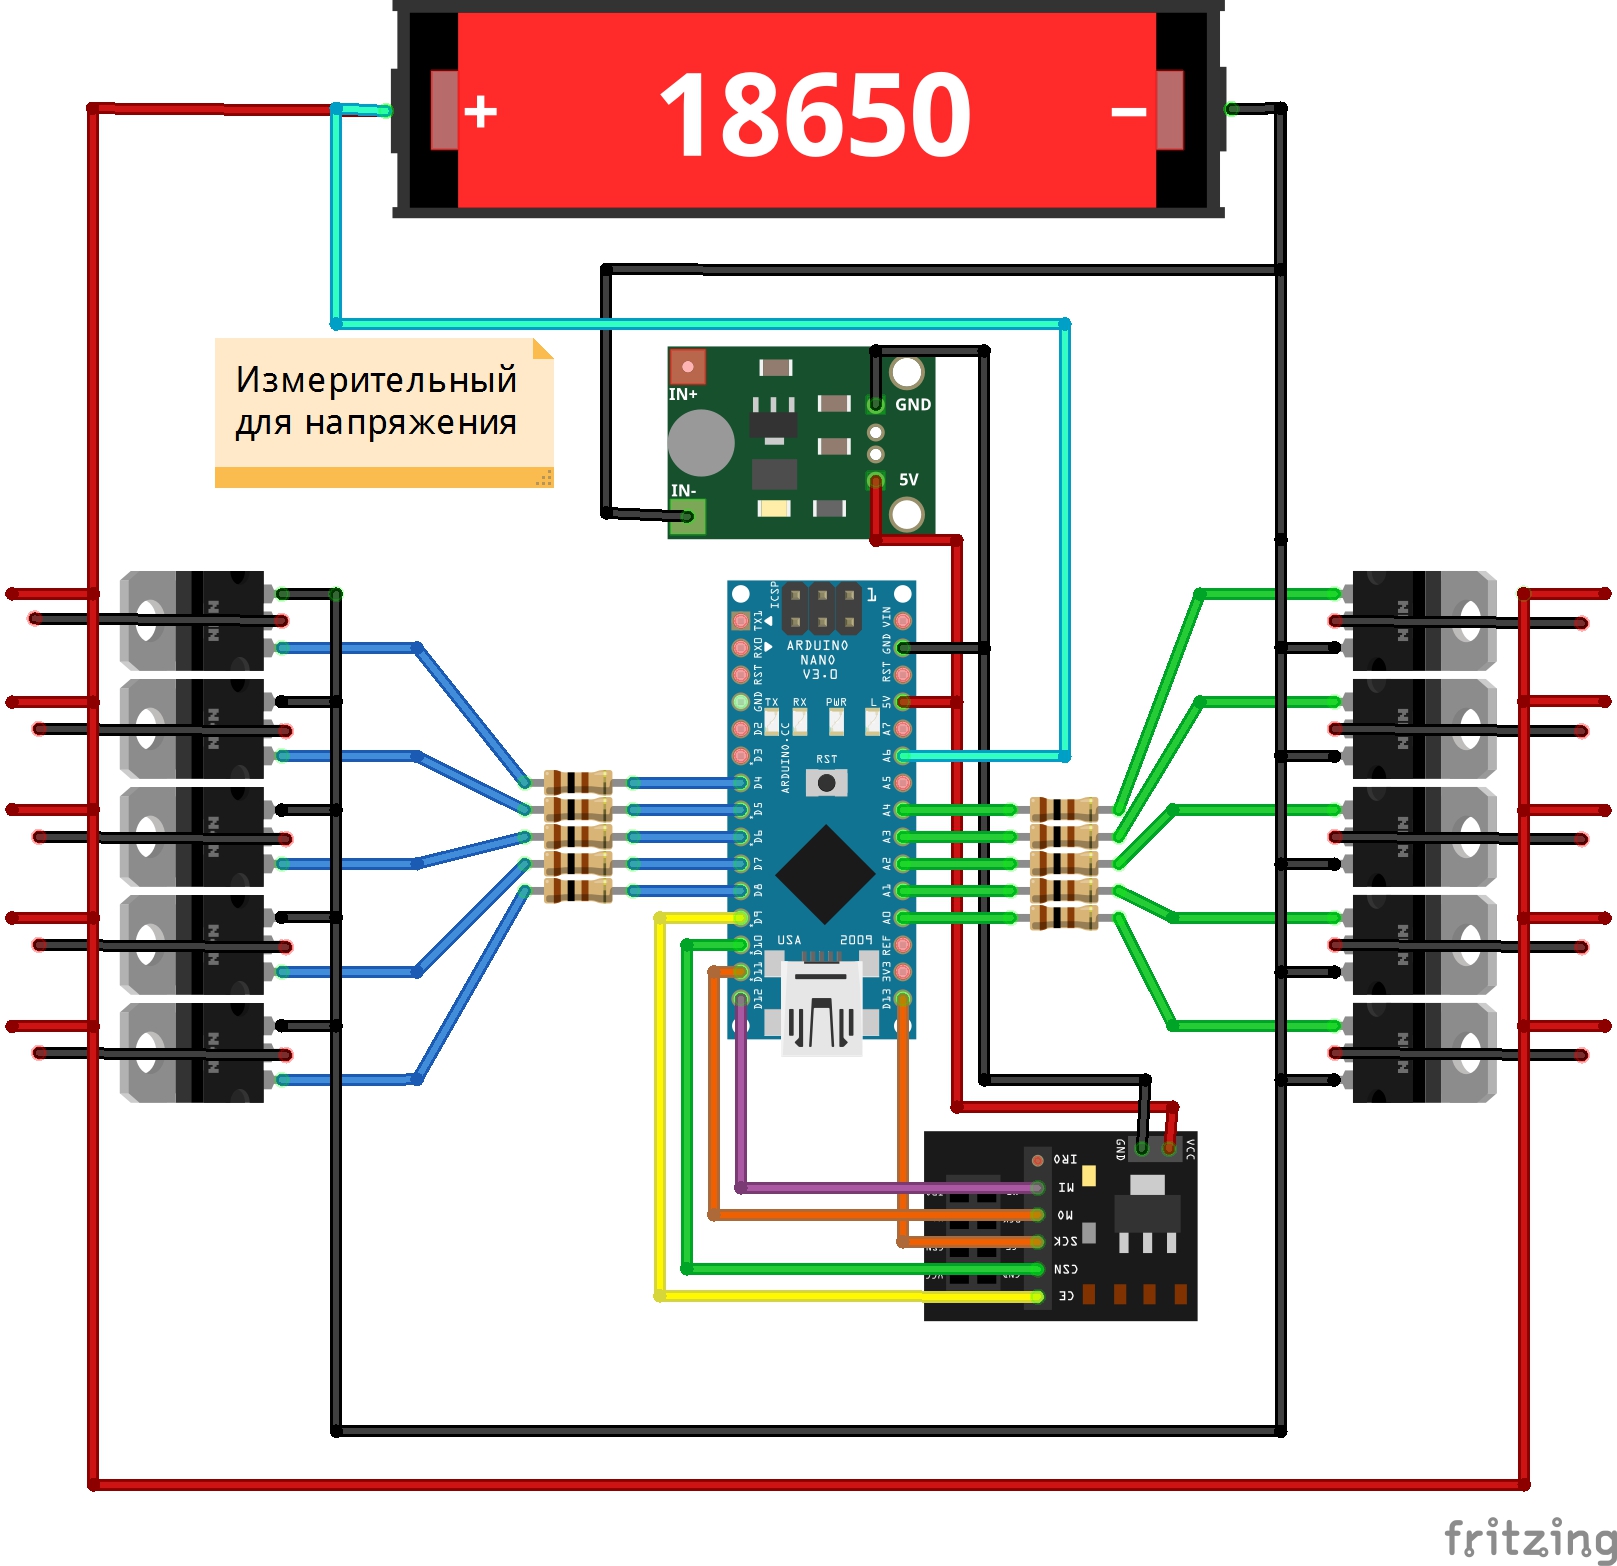 + 18650 −
Измерительный
для напряжения
IN+
GND
5V
IN-
ICSP
1
TX1
RX0
RST
GND
D2
D3
D4
D5
D6
D7
D8
D9
D10
D11
D12
VIN
GND
RST
5V
A7
A6
A5
A4
A3
A2
A1
A0
REF
3V3
D13
ARDUINO
NANO
V3.0
TX RX PWR L
ARDUINO.CC
RST
USA 2009
GND
VCC
IRQ
MI
MO
SCK
CSN
CE
fritzing